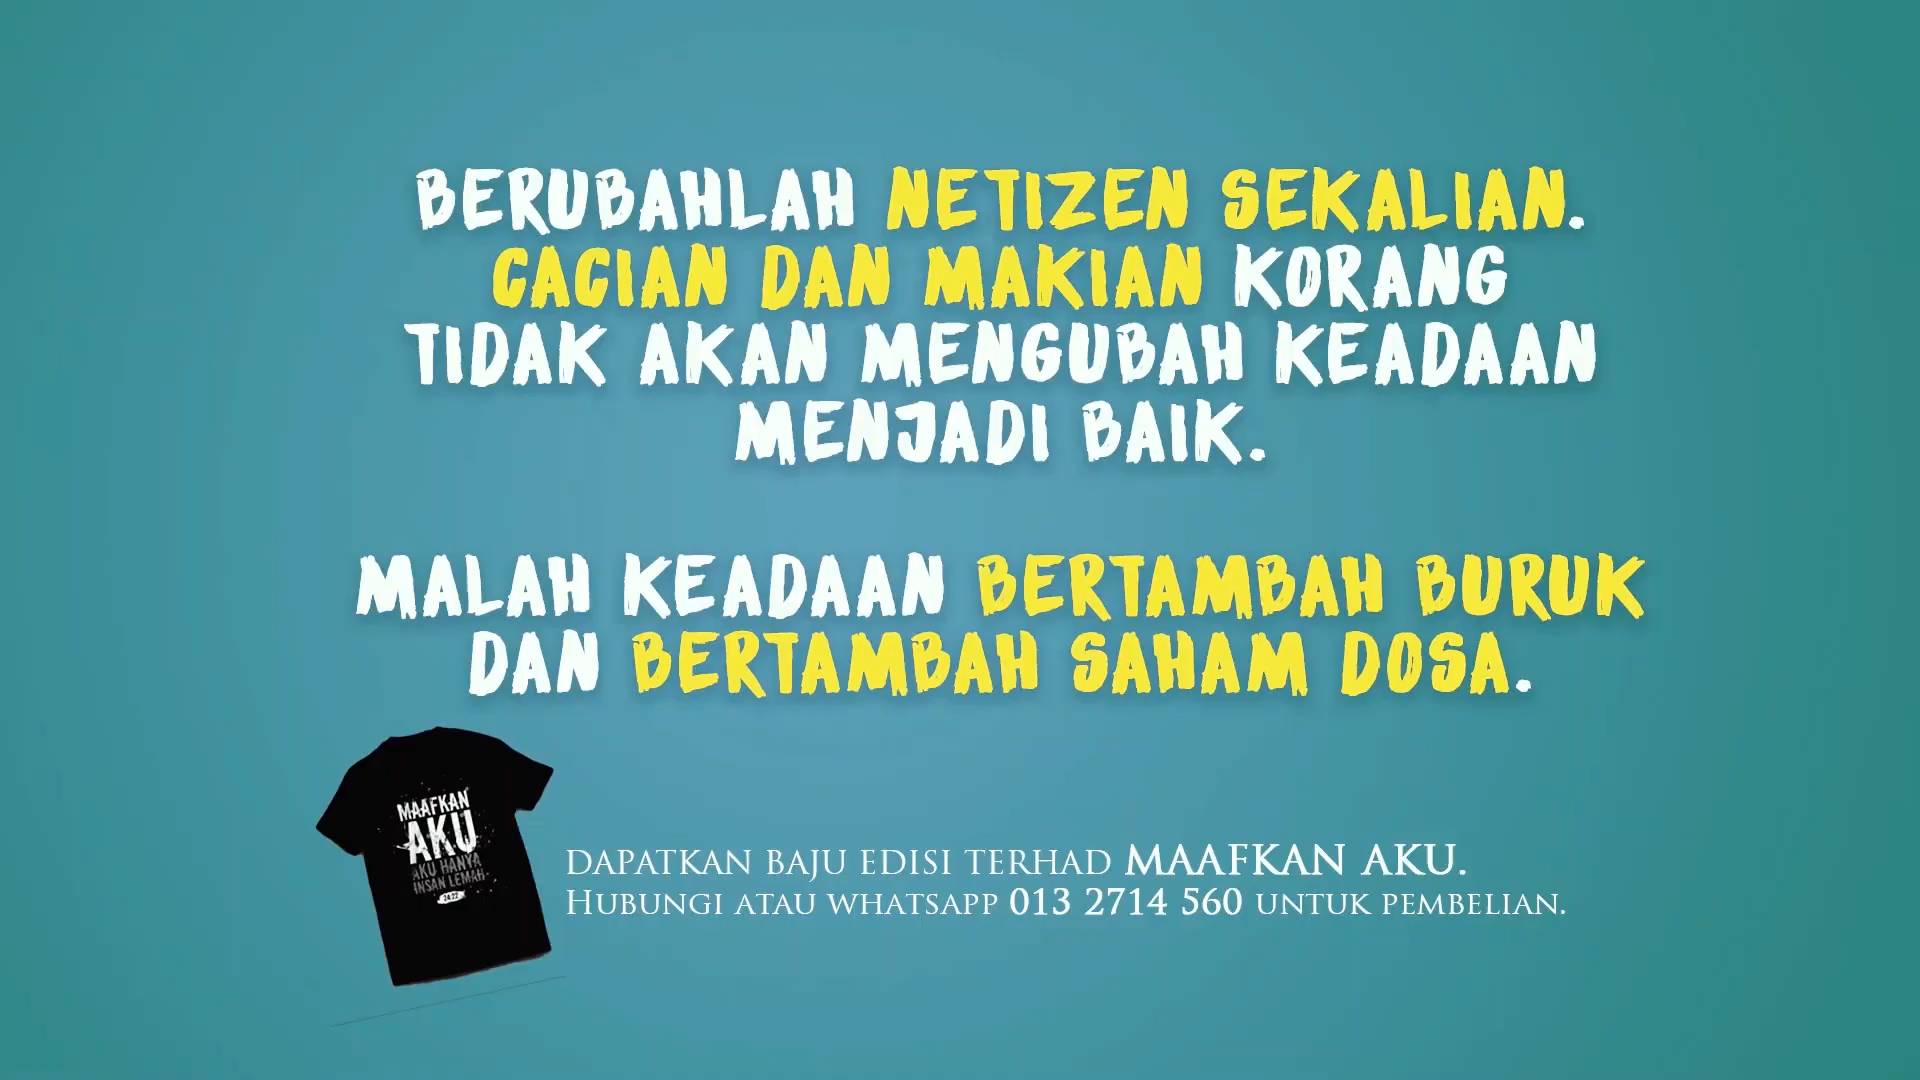 BERUBAHLAH NETIZEN SEKALIAN.
CACIAN DAN MAKIAN KORANG
TIDAK AKAN MENGUBAH KEADAAN
MENJADI BAIK.
MALAH KEADAAN BERTAMBAH BURUK
DAN BERTAMBAH SAHAM DOSA.
MAAFKAN
AKU
AKU HANYA
INSAN LEMAH
24:22
DAPATKAN BAJU EDISI TERHAD MAAFKAN AKU.
HUBUNGI ATAU WHATSAPP 013 2714 560 UNTUK PEMBELIAN.